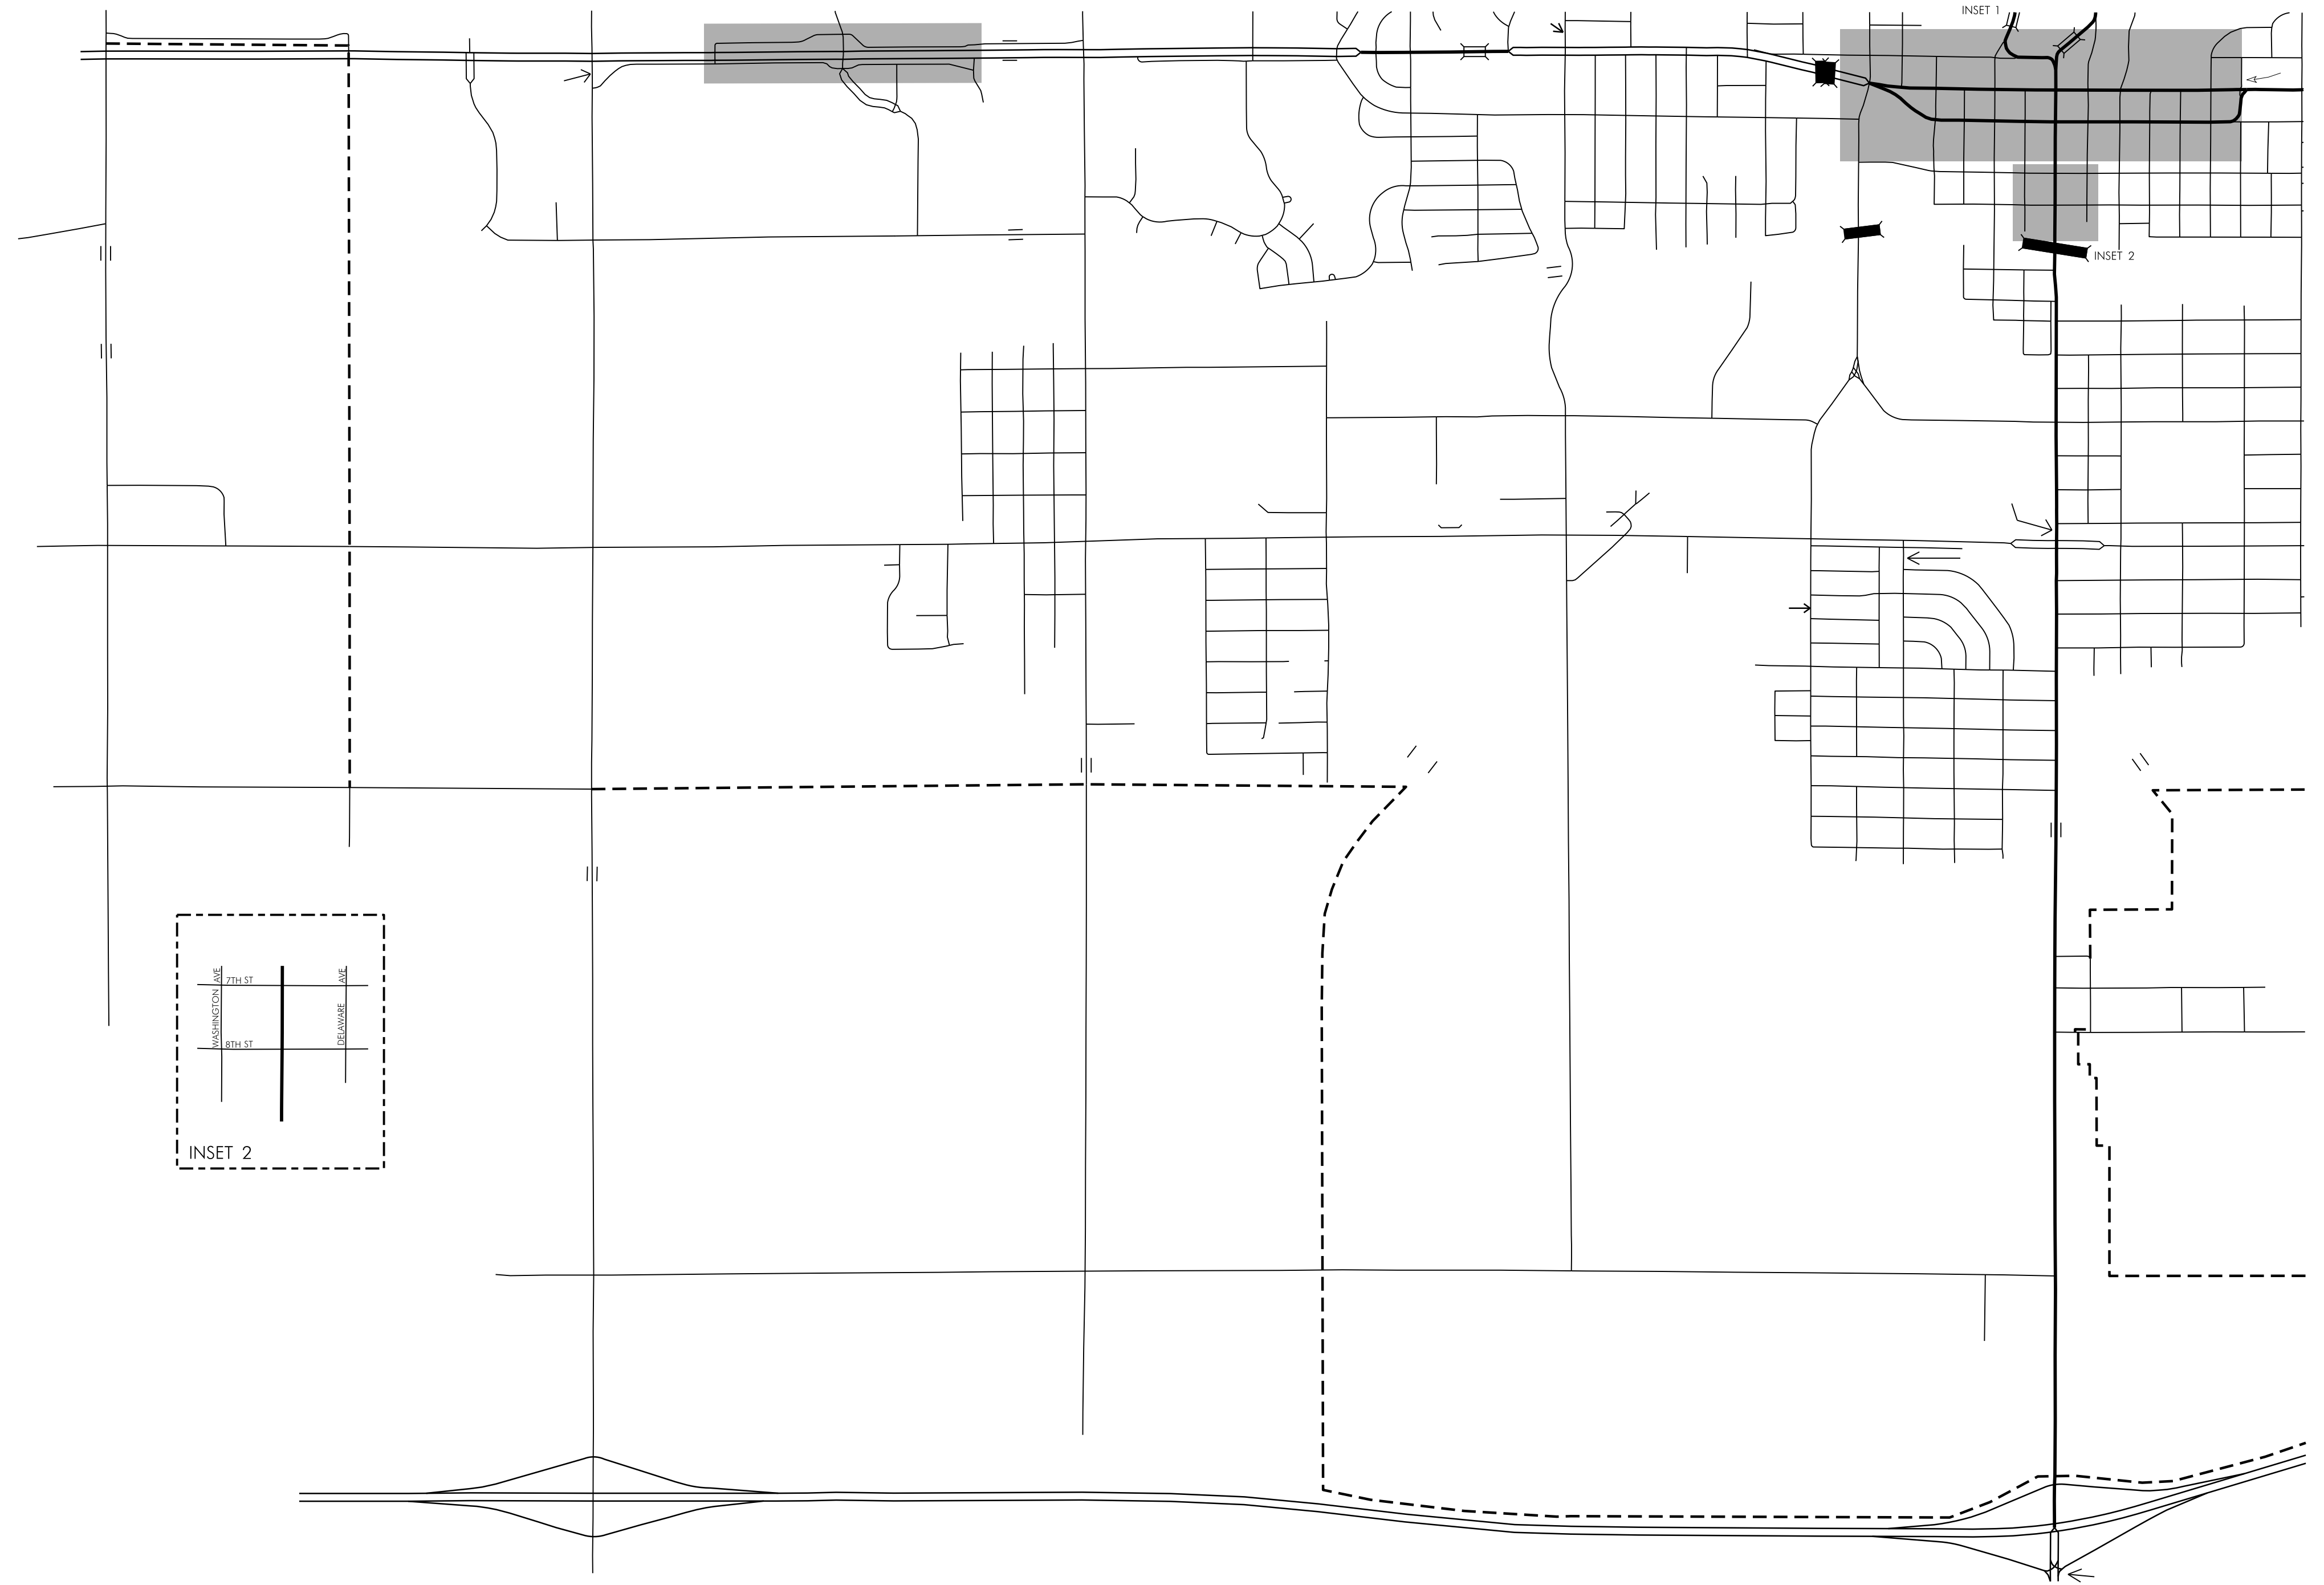 INSET 1
INSET 2
WASHINGTON AVE
7TH ST
8TH ST
DELAWARE AVE
INSET 2